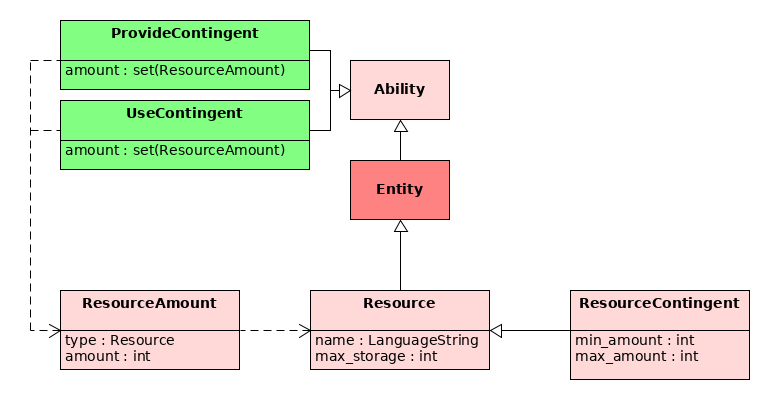 ProvideContingent
amount : set(ResourceAmount)
UseContingent
amount : set(ResourceAmount)
Ability
Entity
ResourceAmount
type : Resource
amount : int
Resource
name : LanguageString
max_storage : int
ResourceContingent
min_amount : int
max_amount : int